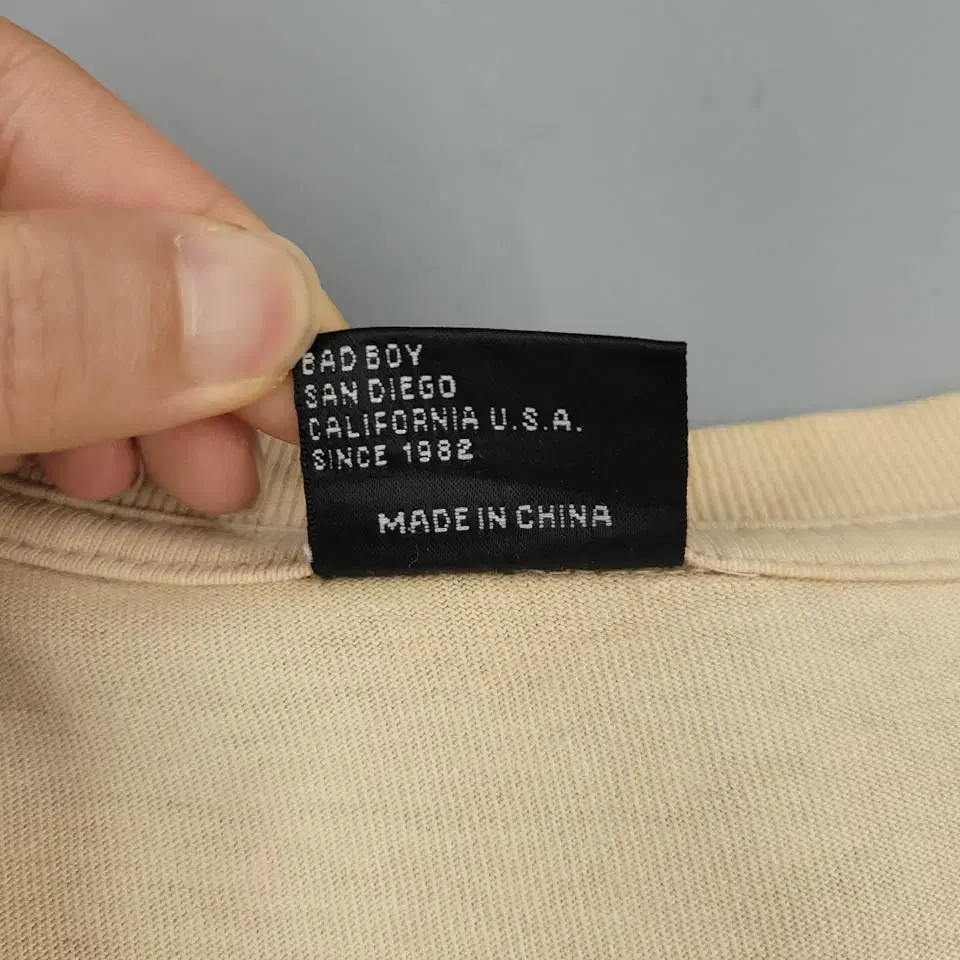 BAD BOY
SAN DIEGO
CALIFORNIA U.S.A.
SINCE 1982
MADE IN CHINA